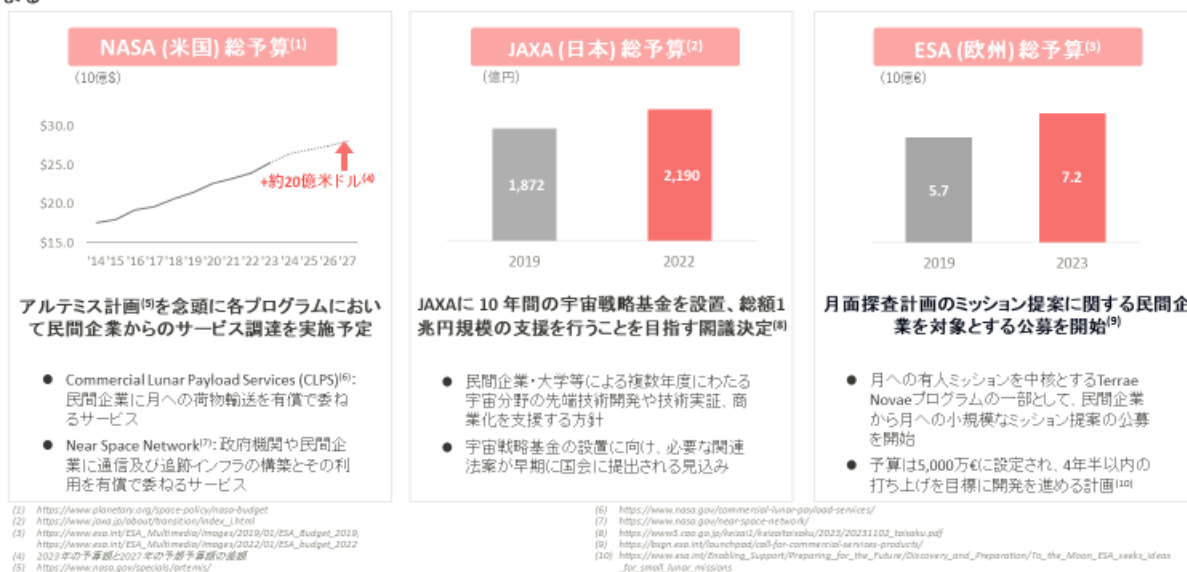 NASA (米国) 総予算(1)
(10億$)
$30.0
$25.0
$20.0
$15.0
+約20億米ドル(4)
'14 '15 '16 '17 '18 '19 '20 '21 '22 '23 '24 '25 '26 '27
アルテミス計画(5)を念頭に各プログラムにおい
て民間企業からのサービス調達を実施予定
● Commercial Lunar Payload Services (CLPS)(6):
民間企業に月への荷物輸送を有償で委ね
るサービス
● Near Space Network(7): 政府機関や民間企
業に通信及び追跡インフラの構築とその利
用を有償で委ねるサービス
JAXA (日本) 総予算(2)
(億円)
1,872
2,190
2019
2022
JAXAに 10 年間の宇宙戦略基金を設置、総額1
兆円規模の支援を行うことを目指す閣議決定(8)
● 民間企業・大学等による複数年度にわたる
宇宙分野の先端技術開発や技術実証、商
業化を支援する方針
● 宇宙戦略基金の設置に向け、必要な関連
法案が早期に国会に提出される見込み
ESA (欧州) 総予算(3)
(10億€)
5.7
7.2
2019
2023
月面探査計画のミッション提案に関する民間企
業を対象とする公募を開始(9)
● 月への有人ミッションを中核とするTerrae
Novaeプログラムの一部として、民間企業
から月への小規模なミッション提案の公募
を開始
● 予算は5,000万€に設定され、4年半以内の
打ち上げを目標に開発を進める計画(10)
(1) https://www.planetary.org/space-policy/nasa-budget
(2) https://www.jaxa.jp/about/transition/index_j.html
(3) https://www.esa.int/ESA_Multimedia/Images/2019/01/ESA_Budget_2019,
https://www.esa.int/ESA_Multimedia/Images/2022/01/ESA_budget_2022
(4) 2023年の予算額と2027年の予想予算額の差額
(5) https://www.nasa.gov/specials/artemis/
(6) https://www.nasa.gov/commercial-lunar-payload-services/
(7) https://www.nasa.gov/near-space-network/
(8) https://www5.cao.go.jp/keizai1/keizaitaisaku/2023/20231102_taisaku.pdf
(9) https://bsgn.esa.int/launchpad/call-for-commercial-services-products/
(10) https://www.esa.int/Enabling_Support/Preparing_for_the_Future/Discovery_and_Preparation/To_the_Moon_ESA_seeks_ideas
_for_small_lunar_missions